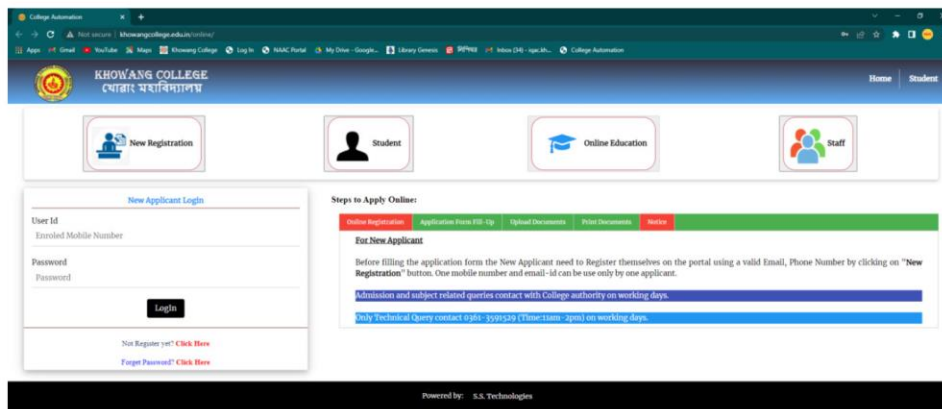 College Automation
Not secure | khowangcollege.edu.in/online/
Apps Gmail YouTube Maps Khowang College Log In NAAC Portal My Drive - Google... Library Genesis Inbox (34) - iqac.kh... College Automation
KHOWANG COLLEGE
খোৱাং মহাবিদ্যালয়
Home Student
New Registration Student Online Education Staff
New Applicant Login
User Id
Enroled Mobile Number
Password
Password
LogIn
Not Register yet? Click Here
Forget Password? Click Here
Steps to Apply Online:
Online Registration Application Form Fill-Up Upload Documents Print Documents Notice
For New Applicant
Before filling the application form the New Applicant need to Register themselves on the portal using a valid Email, Phone Number by clicking on "New
Registration" button. One mobile number and email-id can be use only by one applicant.
Admission and subject related queries contact with College authority on working days.
Only Technical Query contact 0361-3591529 (Time:11am-2pm) on working days.
Powered by: S.S. Technologies